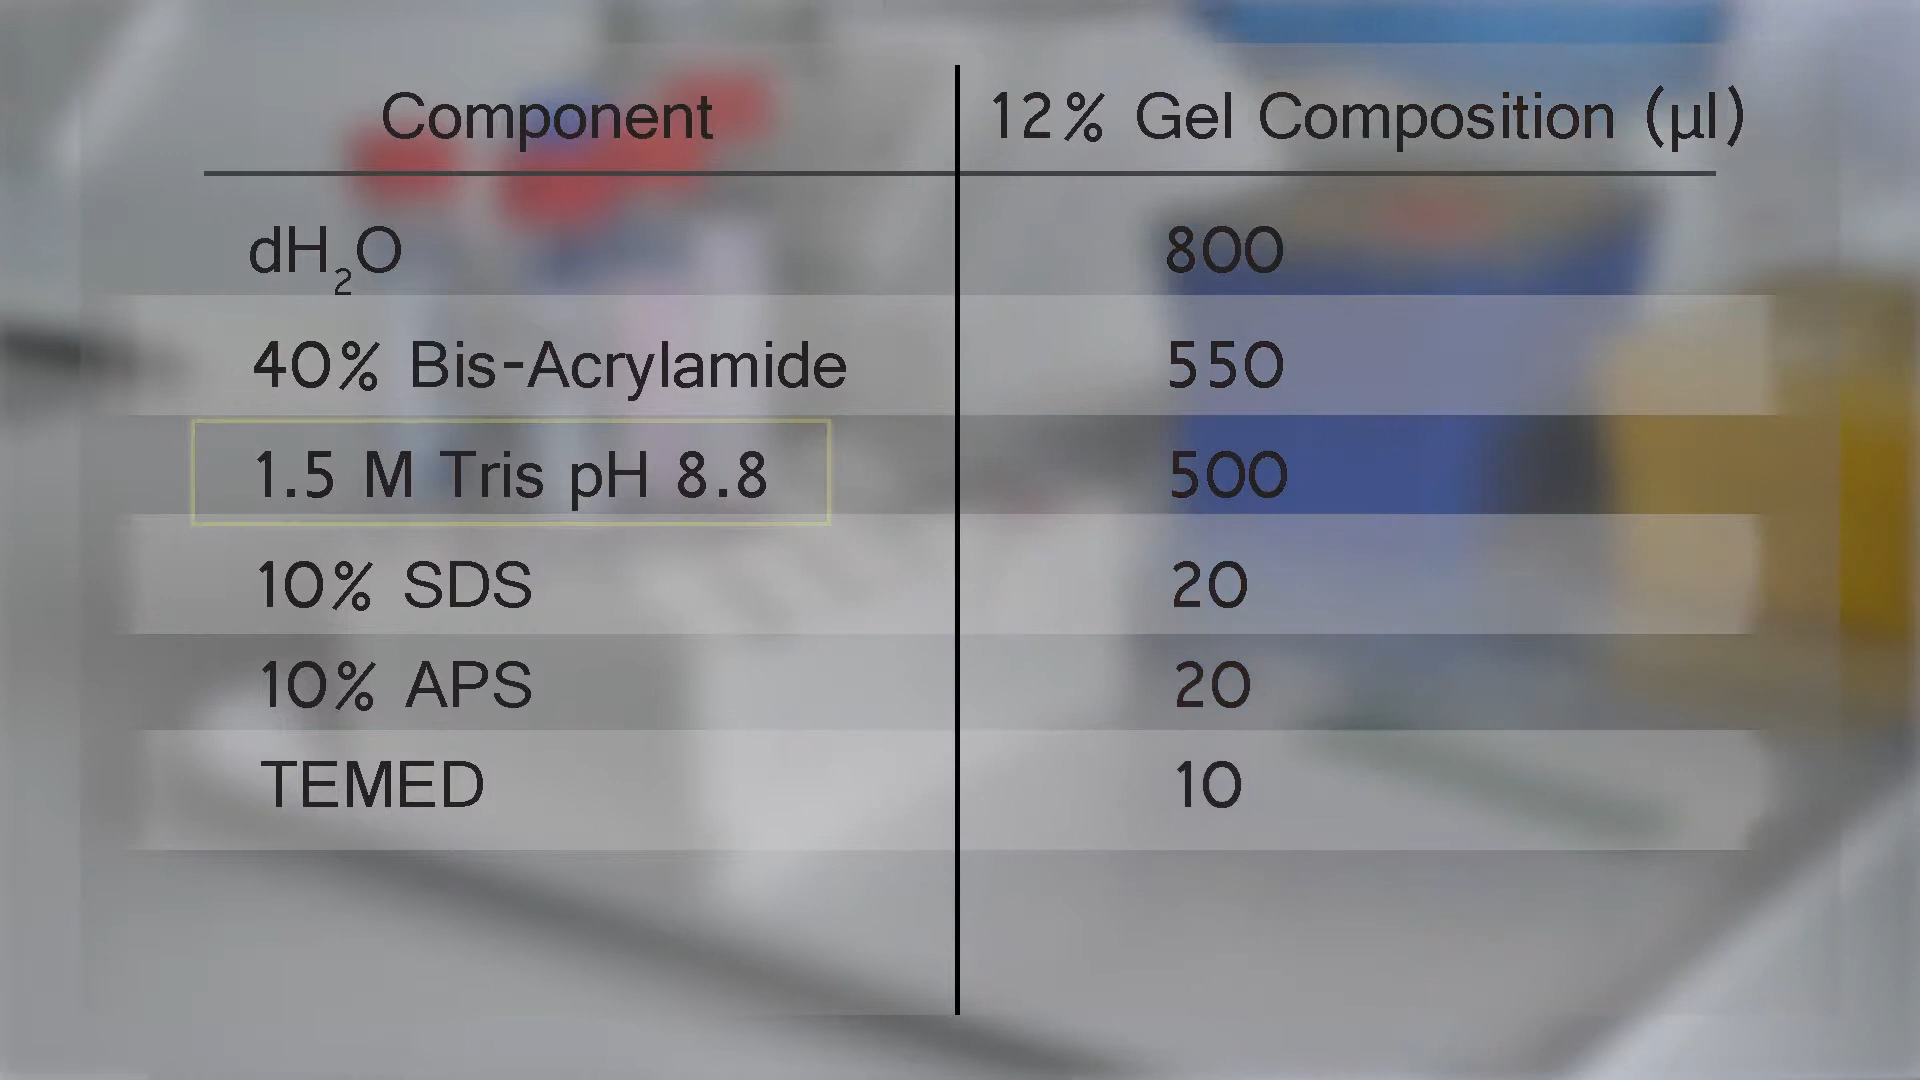 Component 12% Gel Composition (µl)
dH₂O 800
40% Bis-Acrylamide 550
1.5 M Tris pH 8.8 500
10% SDS 20
10% APS 20
TEMED 10